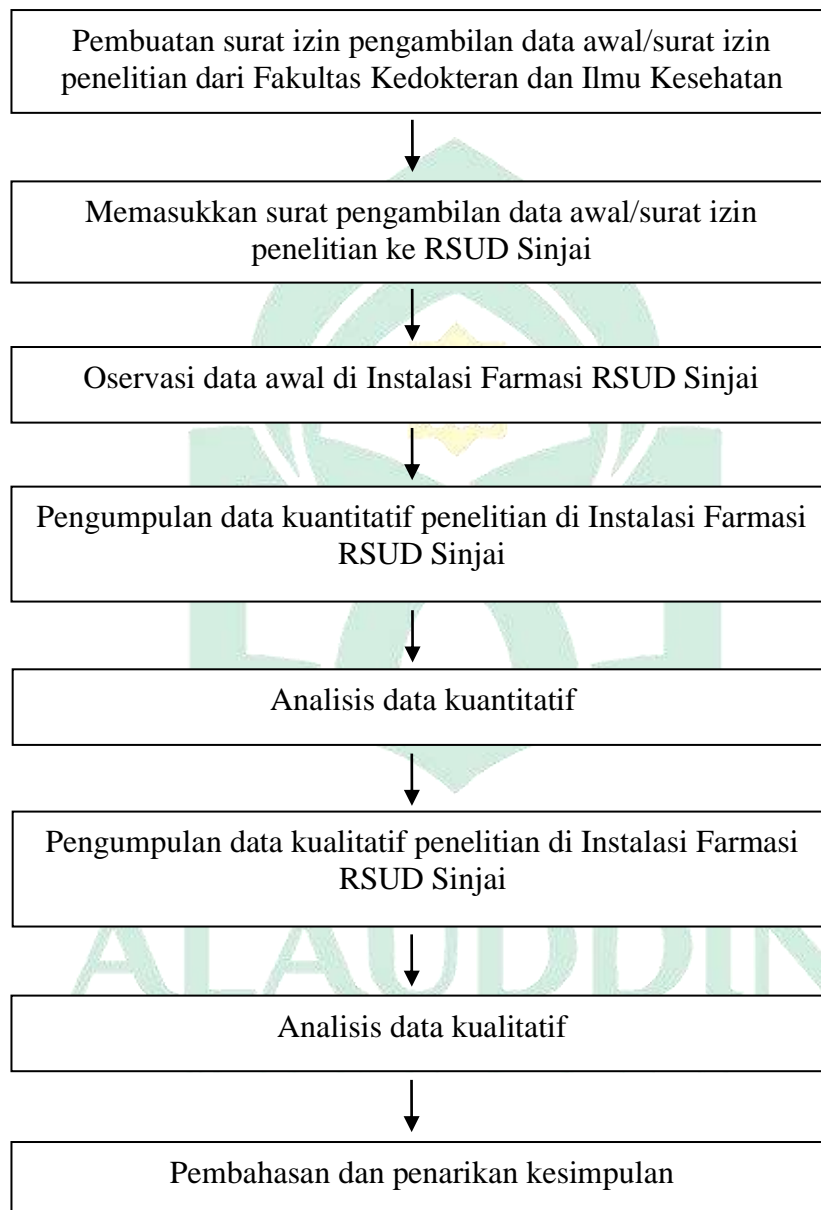 Pembuatan surat izin pengambilan data awal/surat izin
penelitian dari Fakultas Kedokteran dan Ilmu Kesehatan
Memasukkan surat pengambilan data awal/surat izin
penelitian ke RSUD Sinjai
Oservasi data awal di Instalasi Farmasi RSUD Sinjai
Pengumpulan data kuantitatif penelitian di Instalasi Farmasi
RSUD Sinjai
Analisis data kuantitatif
Pengumpulan data kualitatif penelitian di Instalasi Farmasi
RSUD Sinjai
ALAUDDIN
Analisis data kualitatif
Pembahasan dan penarikan kesimpulan